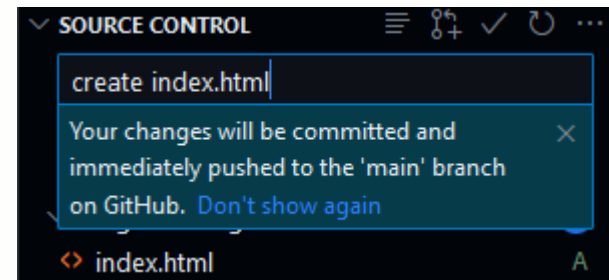 SOURCE CONTROL
create index.html
Your changes will be committed and
immediately pushed to the 'main' branch
on GitHub. Don't show again
index.html A